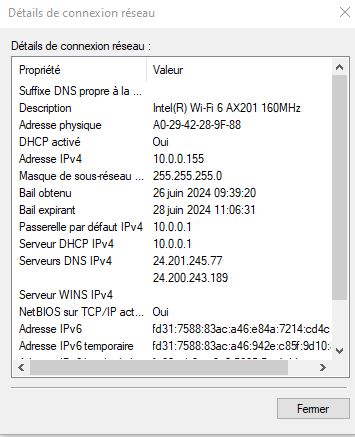 Détails de connexion réseau
Détails de connexion réseau :
Propriété Valeur
Suffixe DNS propre à la ...
Description Intel(R) Wi-Fi 6 AX201 160MHz
Adresse physique A0-29-42-28-9F-88
DHCP activé Oui
Adresse IPv4 10.0.0.155
Masque de sous-réseau ... 255.255.255.0
Bail obtenu 26 juin 2024 09:39:20
Bail expirant 28 juin 2024 11:06:31
Passerelle par défaut IPv4 10.0.0.1
Serveur DHCP IPv4 10.0.0.1
Serveurs DNS IPv4 24.201.245.77
24.200.243.189
Serveur WINS IPv4
NetBIOS sur TCP/IP act... Oui
Adresse IPv6 fd31:7588:83ac:a46:e84a:7214:cd4c
Adresse IPv6 temporaire fd31:7588:83ac:a46:942e:c85f:9d10:
Fermer